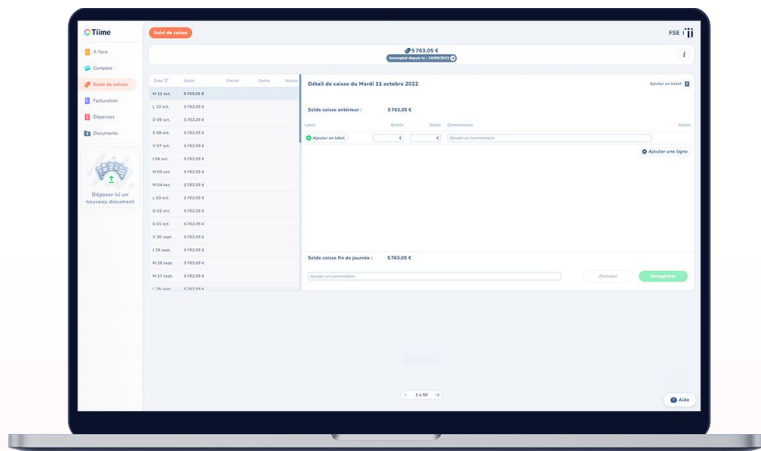 Tiime
Suivi de caisse
FSE
À faire
Comptes
Suivi de caisse
Facturation
Dépenses
Documents
Déposer ici un
nouveau document
5 763,05 €
i
Date Solde Entrée Sortie Action
M 11 oct. 5 763,05 €
L 10 oct. 5 763,05 €
D 09 oct. 5 763,05 €
S 08 oct. 5 763,05 €
V 07 oct. 5 763,05 €
J 06 oct. 5 763,05 €
M 05 oct. 5 763,05 €
M 04 oct. 5 763,05 €
L 03 oct. 5 763,05 €
D 02 oct. 5 763,05 €
S 01 oct. 5 763,05 €
V 30 sept. 5 763,05 €
J 29 sept. 5 763,05 €
M 28 sept. 5 763,05 €
M 27 sept. 5 763,05 €
L 26 sept. 5 763,05 €
Détail de caisse du Mardi 11 octobre 2022
Ajouter un ticket
Solde caisse antérieur : 5 763,05 €
Label Entrée Sortie Commentaire Action
Ajouter un label € € Ajouter un commentaire
Ajouter une ligne
Solde caisse fin de journée : 5 763,05 €
Ajouter un commentaire
Annuler
Enregistrer
1 à 50
? Aide